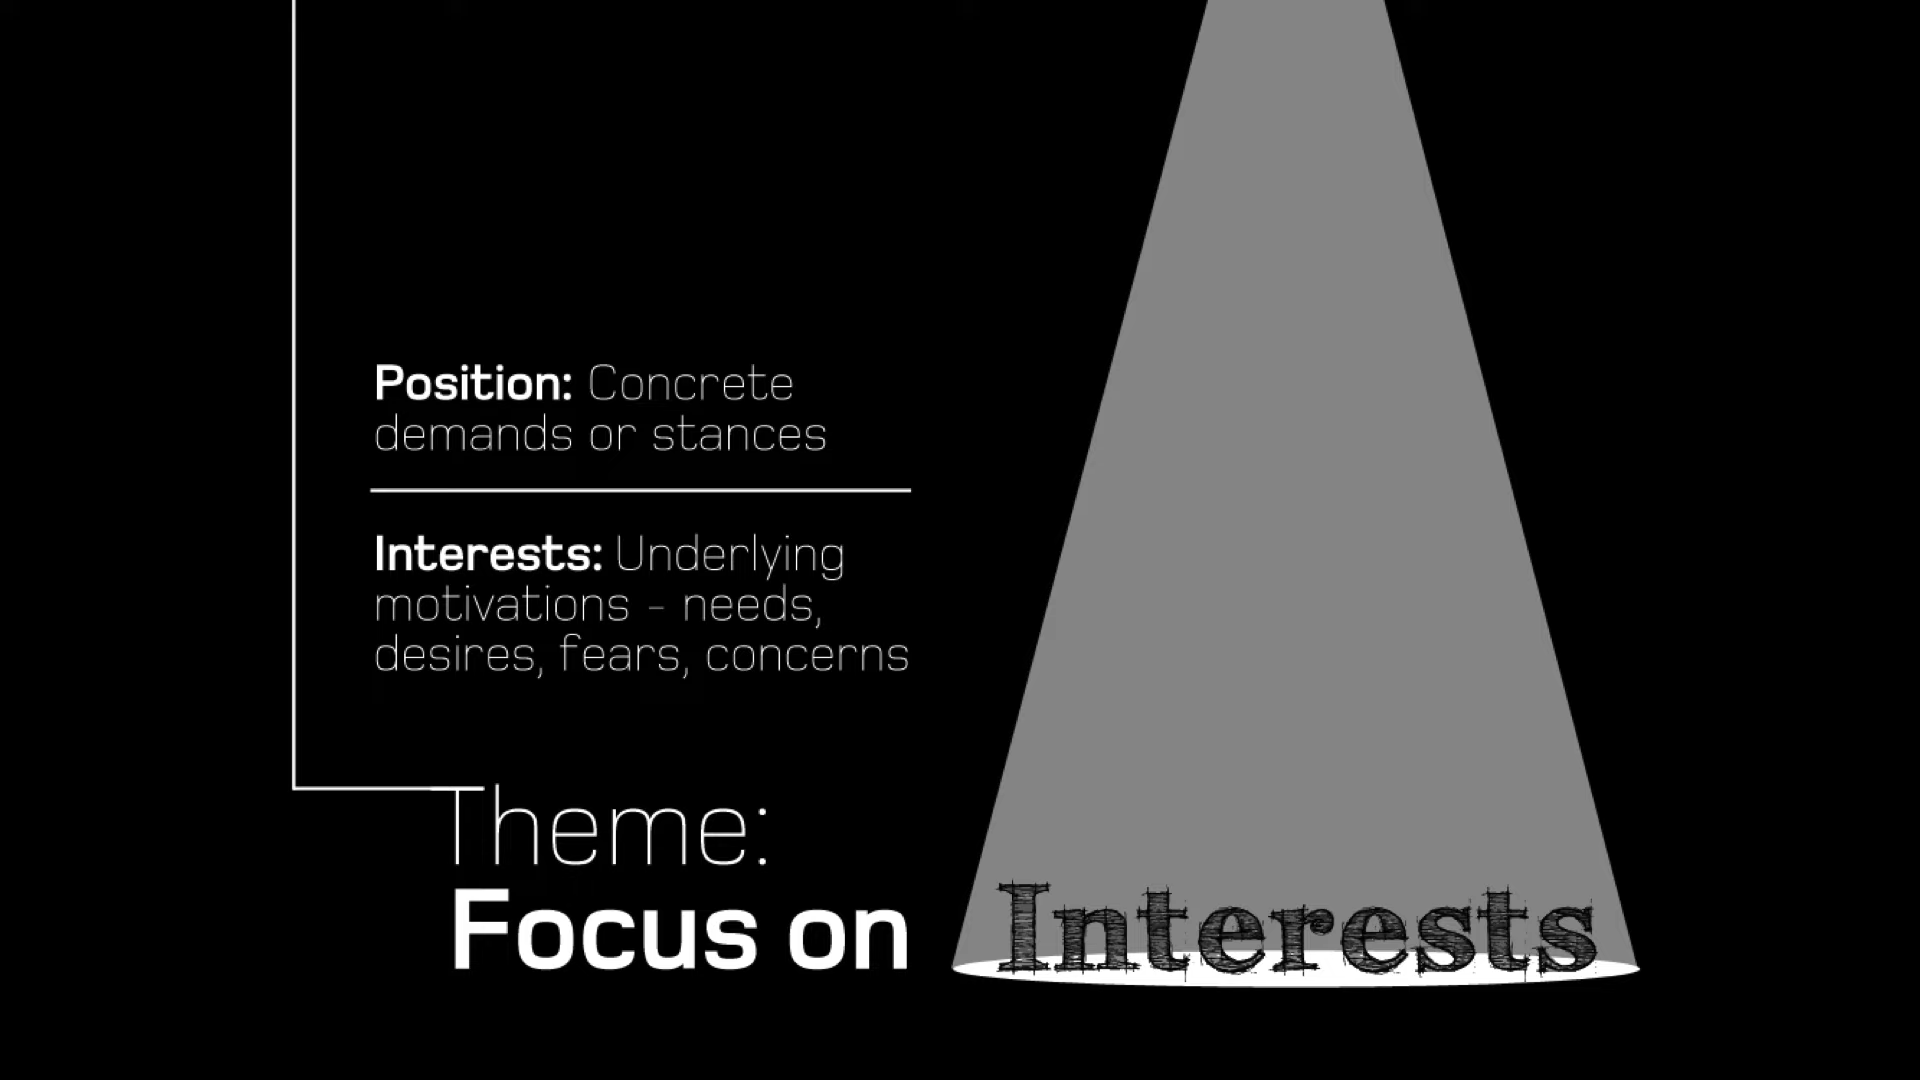 Position: Concrete
demands or stances
Interests: Underlying
motivations - needs,
desires, fears, concerns
Theme:
Focus on Interests